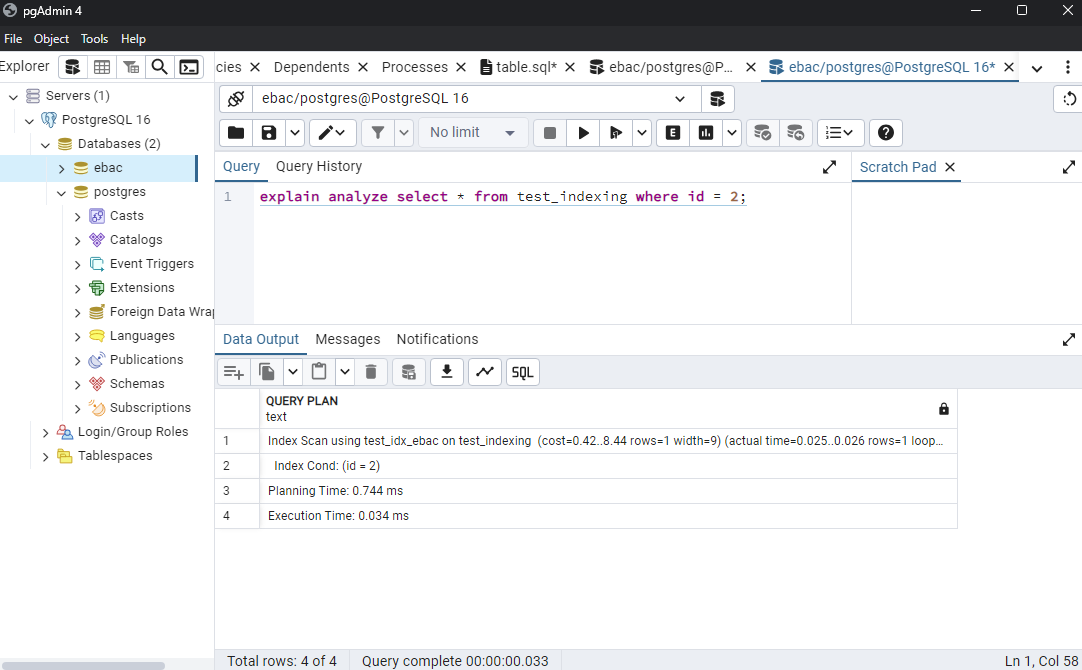 pgAdmin 4
File Object Tools Help
Explorer
cies Dependents Processes table.sql* ebac/postgres@P... ebac/postgres@PostgreSQL 16*
Servers (1)
PostgreSQL 16
Databases (2)
ebac
postgres
Casts
Catalogs
Event Triggers
Extensions
Foreign Data Wrap
Languages
Publications
Schemas
Subscriptions
Login/Group Roles
Tablespaces
ebac/postgres@PostgreSQL 16
No limit
E
Query Query History
Scratch Pad
1 explain analyze select * from test_indexing where id = 2;
Data Output Messages Notifications
SQL
QUERY PLAN
text
1 Index Scan using test_idx_ebac on test_indexing (cost=0.42..8.44 rows=1 width=9) (actual time=0.025..0.026 rows=1 loop...
2 Index Cond: (id = 2)
3 Planning Time: 0.744 ms
4 Execution Time: 0.034 ms
Total rows: 4 of 4 Query complete 00:00:00.033 Ln 1, Col 58